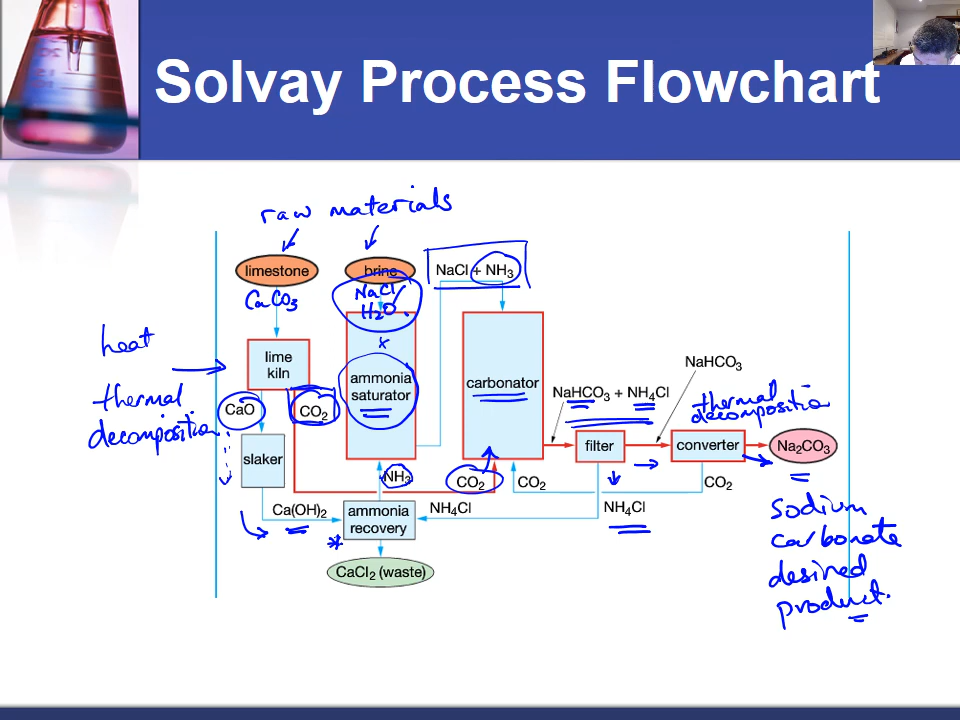 Solvay Process Flowchart
raw materials
limestone
brine
NaCl + NH₃
CaCO₃
NaCl
H₂O
heat
lime
kiln
ammonia
saturator
carbonator
NaHCO₃
thermal
decomposition
CaO
CO₂
NaHCO₃ + NH₄Cl
thermal
decomposition
slaker
filter
converter
Na₂CO₃
NH₃
CO₂
CO₂
CO₂
Ca(OH)₂
ammonia
recovery
NH₄Cl
NH₄Cl
CaCl₂ (waste)
sodium
carbonate
desired
product.